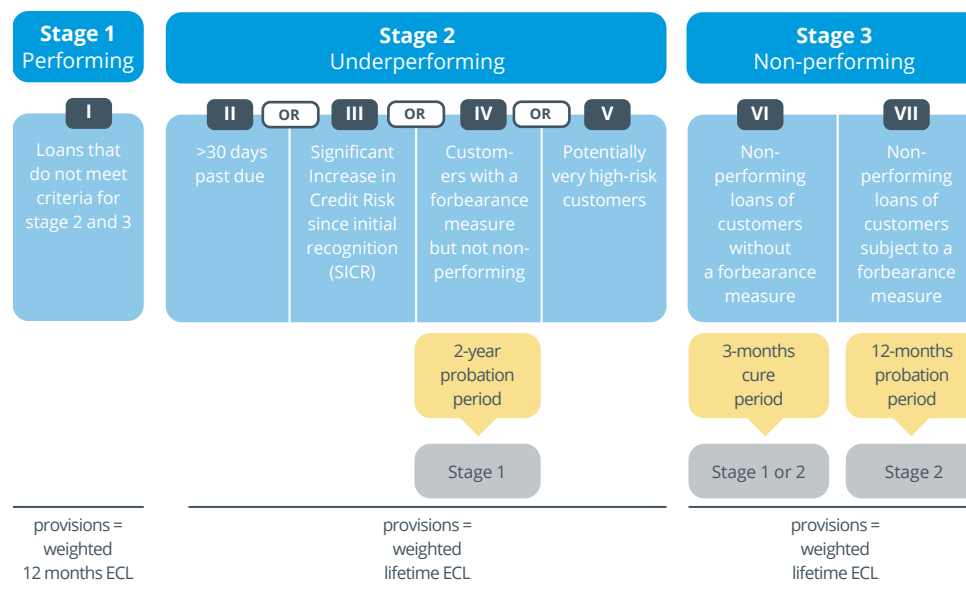 Stage 1
Performing
Stage 2
Underperforming
Stage 3
Non-performing
I
Loans that
do not meet
criteria for
stage 2 and 3
II
>30 days
past due
OR
III
Significant
Increase in
Credit Risk
since initial
recognition
(SICR)
OR
IV
Custom-
ers with a
forbearance
measure
but not non-
performing
OR
V
Potentially
very high-risk
customers
VI
Non-
performing
loans of
customers
without
a forbearance
measure
VII
Non-
performing
loans of
customers
subject to a
forbearance
measure
2-year
probation
period
3-months
cure
period
12-months
probation
period
Stage 1
Stage 1 or 2
Stage 2
provisions =
weighted
12 months ECL
provisions =
weighted
lifetime ECL
provisions =
weighted
lifetime ECL